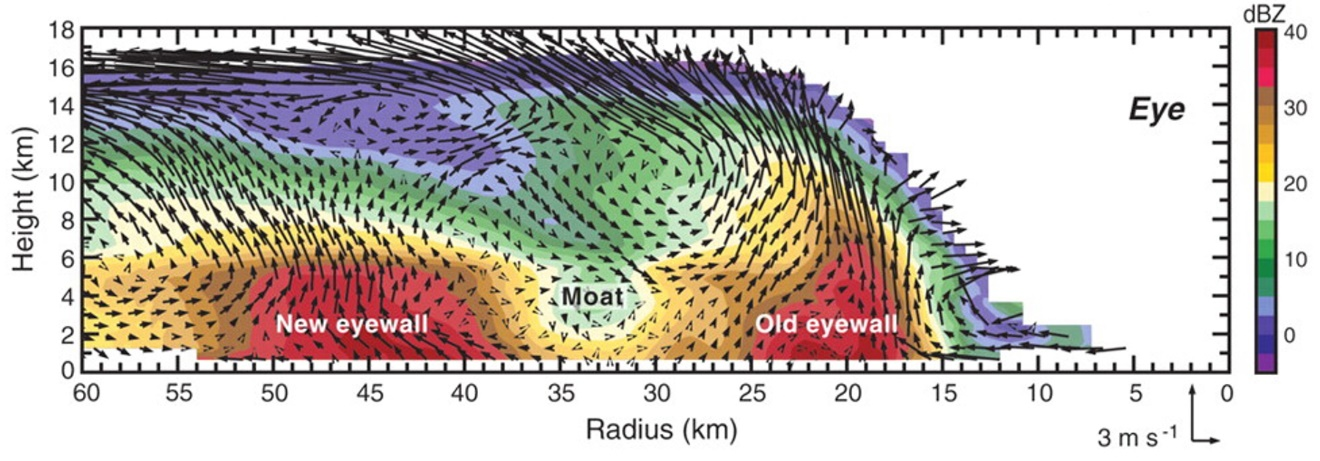 dBZ
18
16
14
12
10
8
6
4
2
0
Height (km)
Eye
Moat
New eyewall
Old eyewall
40
30
20
10
0
60 55 50 45 40 35 30 25 20 15 10 5 0
Radius (km)
3 m s-1